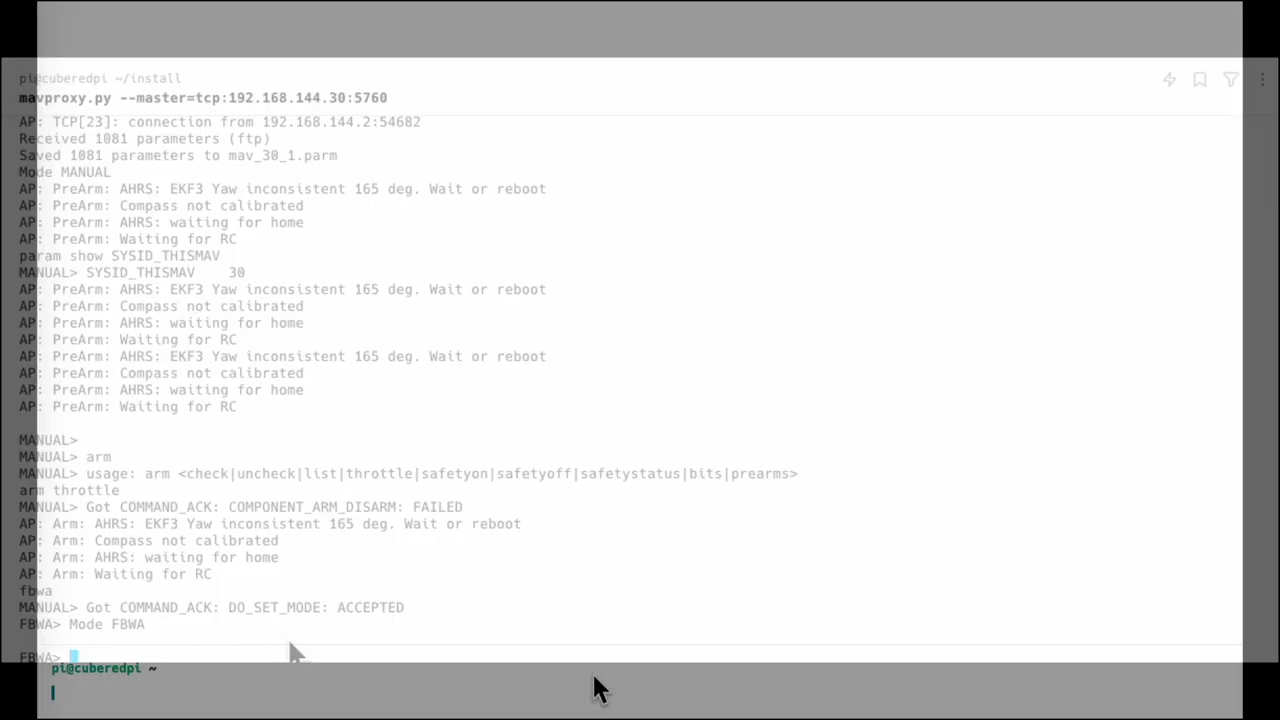 pi@cuberedpi ~/install
mavproxy.py --master=tcp:192.168.144.30:5760
AP: TCP[23]: connection from 192.168.144.2:54682
Received 1081 parameters (ftp)
Saved 1081 parameters to mav_30_1.parm
Mode MANUAL
AP: PreArm: AHRS: EKF3 Yaw inconsistent 165 deg. Wait or reboot
AP: PreArm: Compass not calibrated
AP: PreArm: AHRS: waiting for home
AP: PreArm: Waiting for RC
param show SYSID_THISMAV
MANUAL> SYSID_THISMAV    30
AP: PreArm: AHRS: EKF3 Yaw inconsistent 165 deg. Wait or reboot
AP: PreArm: Compass not calibrated
AP: PreArm: AHRS: waiting for home
AP: PreArm: Waiting for RC
AP: PreArm: AHRS: EKF3 Yaw inconsistent 165 deg. Wait or reboot
AP: PreArm: Compass not calibrated
AP: PreArm: AHRS: waiting for home
AP: PreArm: Waiting for RC
MANUAL>
MANUAL> arm
MANUAL> usage: arm <check|uncheck|list|throttle|safetyon|safetyoff|safetystatus|bits|prearms>
arm throttle
MANUAL> Got COMMAND_ACK: COMPONENT_ARM_DISARM: FAILED
AP: Arm: AHRS: EKF3 Yaw inconsistent 165 deg. Wait or reboot
AP: Arm: Compass not calibrated
AP: Arm: AHRS: waiting for home
AP: Arm: Waiting for RC
fbwa
MANUAL> Got COMMAND_ACK: DO_SET_MODE: ACCEPTED
FBWA> Mode FBWA
FBWA>
pi@cuberedpi ~